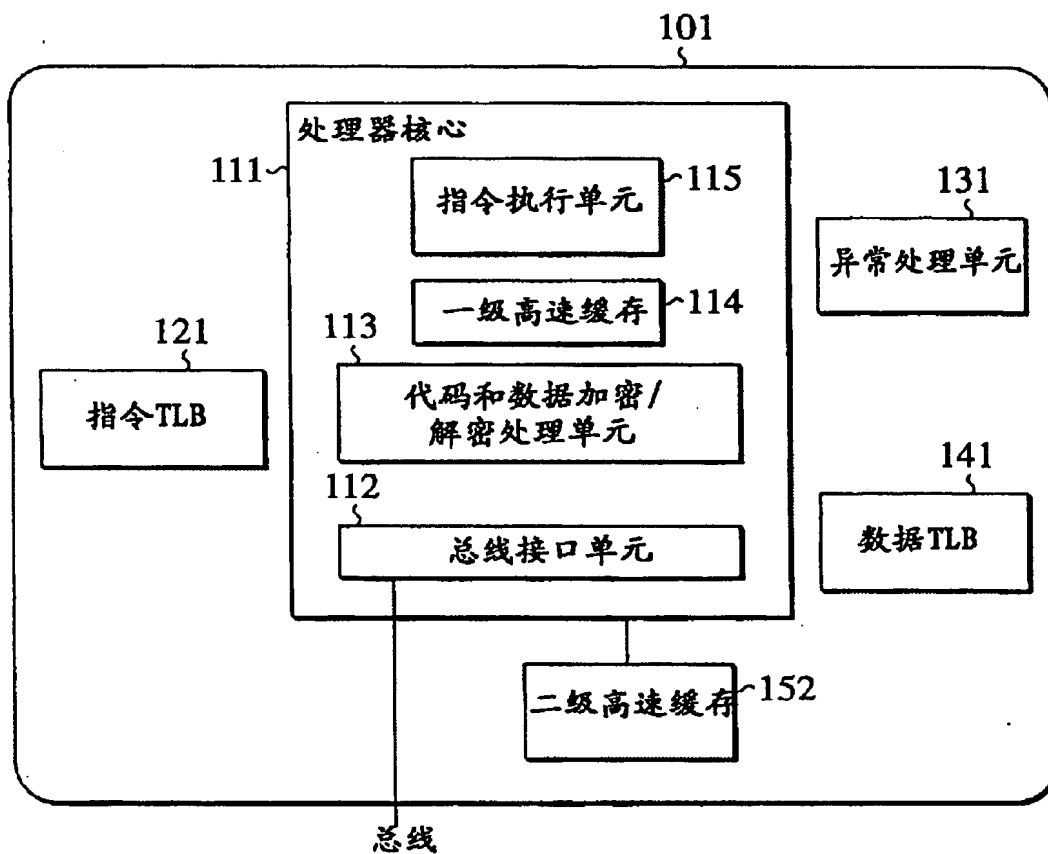 101
处理器核心
111
指令执行单元
115
131
异常处理单元
一级高速缓存
114
113
121
代码和数据加密/
解密处理单元
指令TLB
112
141
总线接口单元
数据TLB
二级高速缓存
152
总线